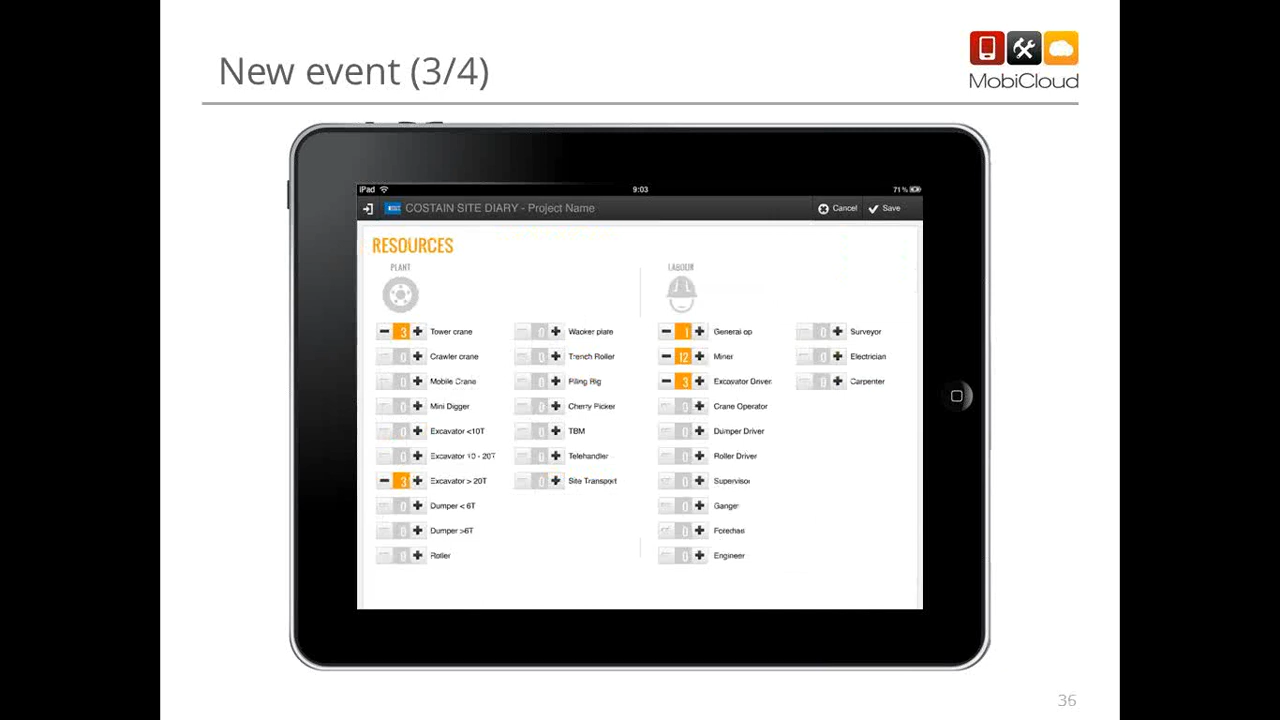 New event (3/4)
MobiCloud
iPad
9:03
71%
COSTAIN SITE DIARY - Project Name
Cancel
Save
RESOURCES
PLANT
LABOUR
3 Tower crane
0 Crawler crane
0 Mobile Crane
0 Mini Digger
0 Excavator <10T
0 Excavator 10 - 20T
3 Excavator > 20T
0 Dumper < 6T
0 Dumper >6T
0 Roller
0 Wacker plate
0 Trench Roller
0 Piling Rig
0 Cherry Picker
0 TBM
0 Telehandler
0 Site Transport
1 General op
12 Miner
3 Excavator Driver
0 Crane Operator
0 Dumper Driver
0 Roller Driver
0 Supervisor
0 Ganger
0 Foreman
0 Engineer
0 Surveyor
0 Electrician
0 Carpenter
36